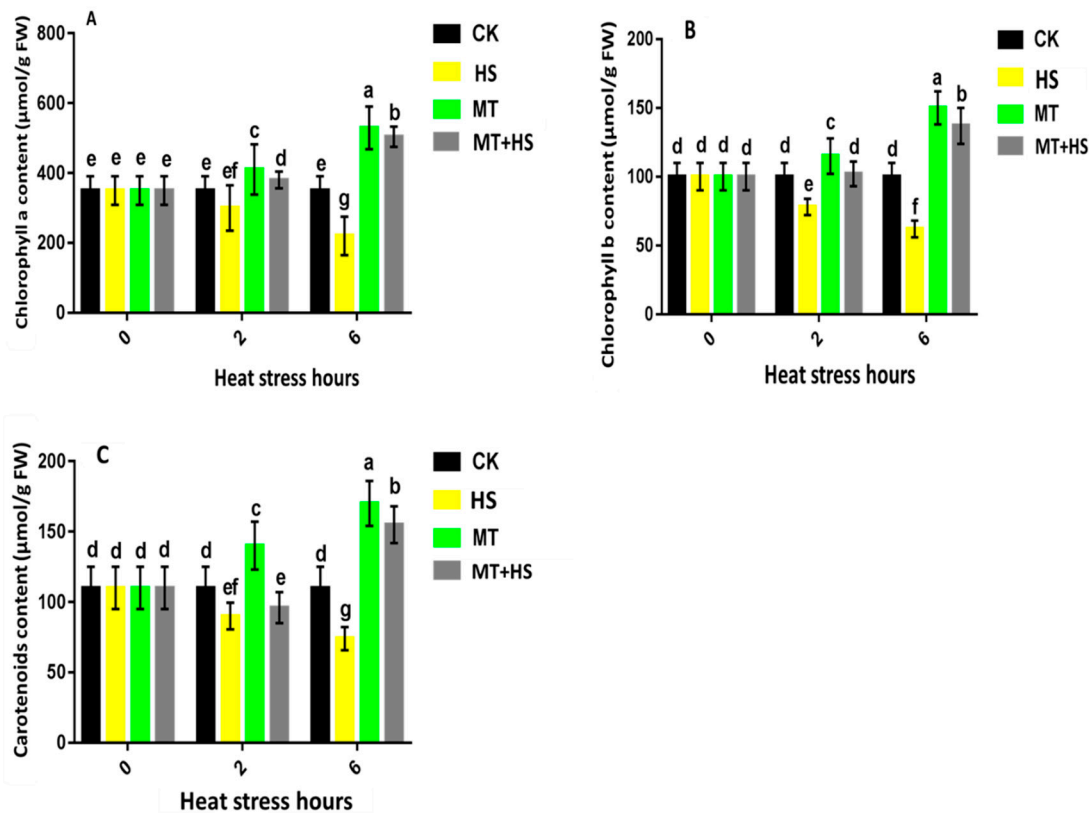 A
Chlorophyll a content (µmol/g FW)
800
600
400
200
0
e e e e
e ef c d
e g a b
0 2 6
Heat stress hours
CK
HS
MT
MT+HS
B
Chlorophyll b content (µmol/g FW)
200
150
100
50
0
d d d d
d e c d
d f a b
0 2 6
Heat stress hours
CK
HS
MT
MT+HS
C
Carotenoids content (µmol/g FW)
200
150
100
50
0
d d d d
d ef c e
d g a b
0 2 6
Heat stress hours
CK
HS
MT
MT+HS